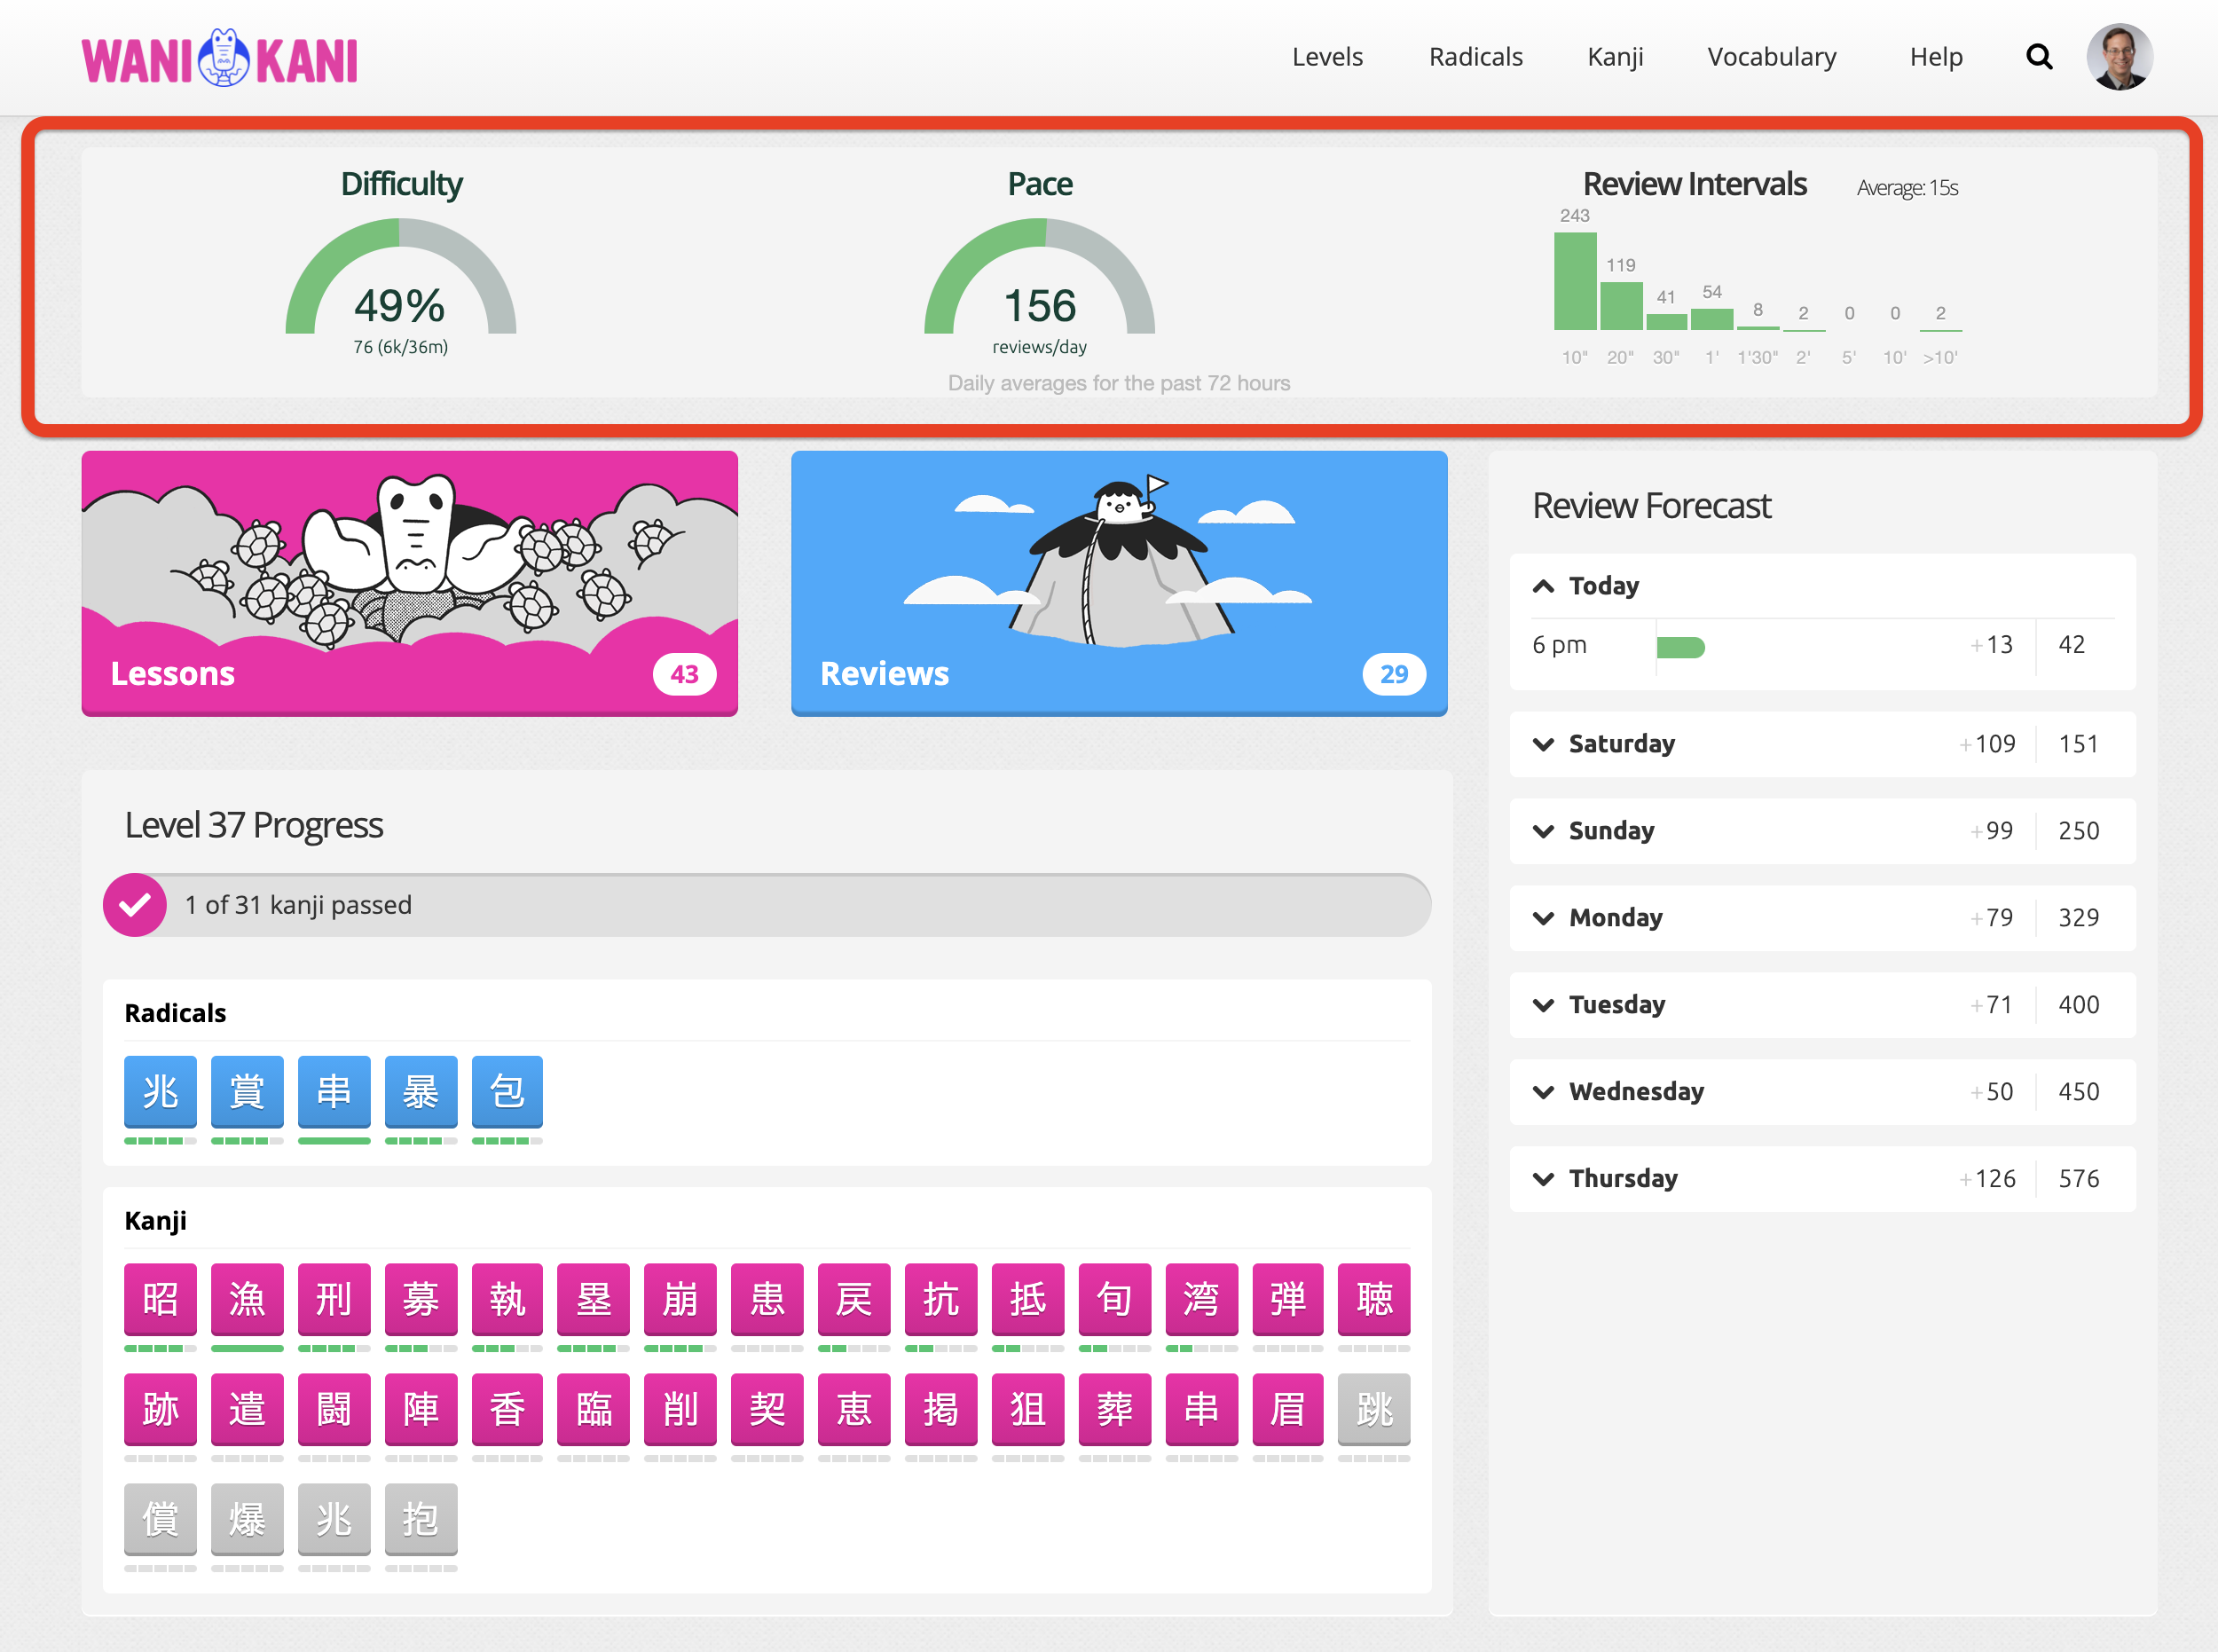 WANIKANI
Levels Radicals Kanji Vocabulary Help
Difficulty
49%
76 (6k/36m)
Pace
156
reviews/day
Daily averages for the past 72 hours
Review Intervals Average: 15s
243 119 41 54 8 2 0 0 2
10" 20" 30" 1' 1'30" 2' 5' 10' >10'
Lessons 43
Reviews 29
Level 37 Progress
1 of 31 kanji passed
Radicals
兆 賞 串 暴 包
Kanji
昭 漁 刑 募 執 塁 崩 患 戻 抗 抵 旬 湾 弾 聴
跡 遣 闘 陣 香 臨 削 契 恵 掲 狙 葬 串 眉 跳
償 爆 兆 抱
Review Forecast
Today
6 pm +13 42
Saturday +109 151
Sunday +99 250
Monday +79 329
Tuesday +71 400
Wednesday +50 450
Thursday +126 576